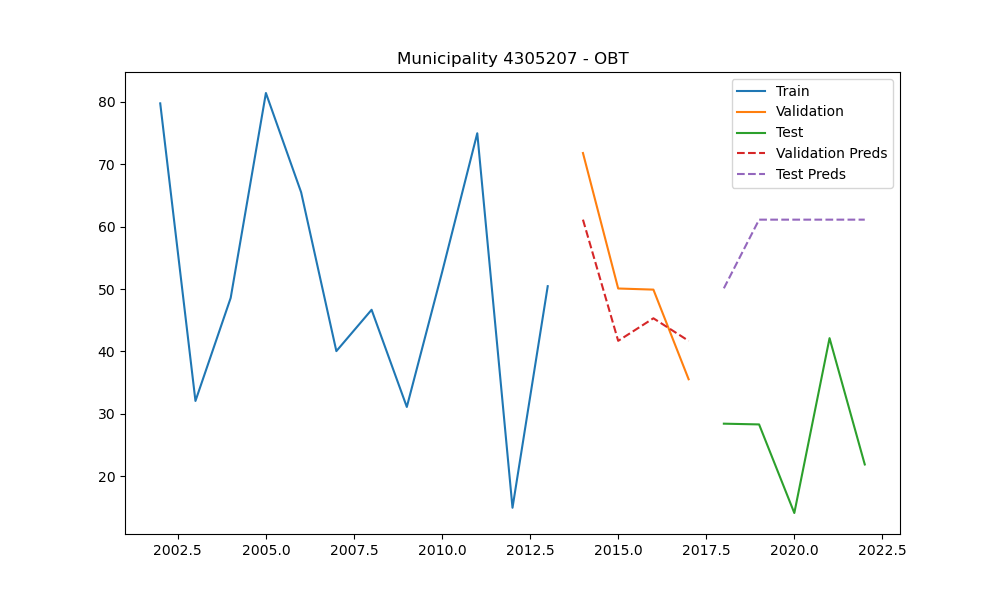 Municipality 4305207 - OBT
Train
Validation
Test
Validation Preds
Test Preds
80
70
60
50
40
30
20
2002.5 2005.0 2007.5 2010.0 2012.5 2015.0 2017.5 2020.0 2022.5